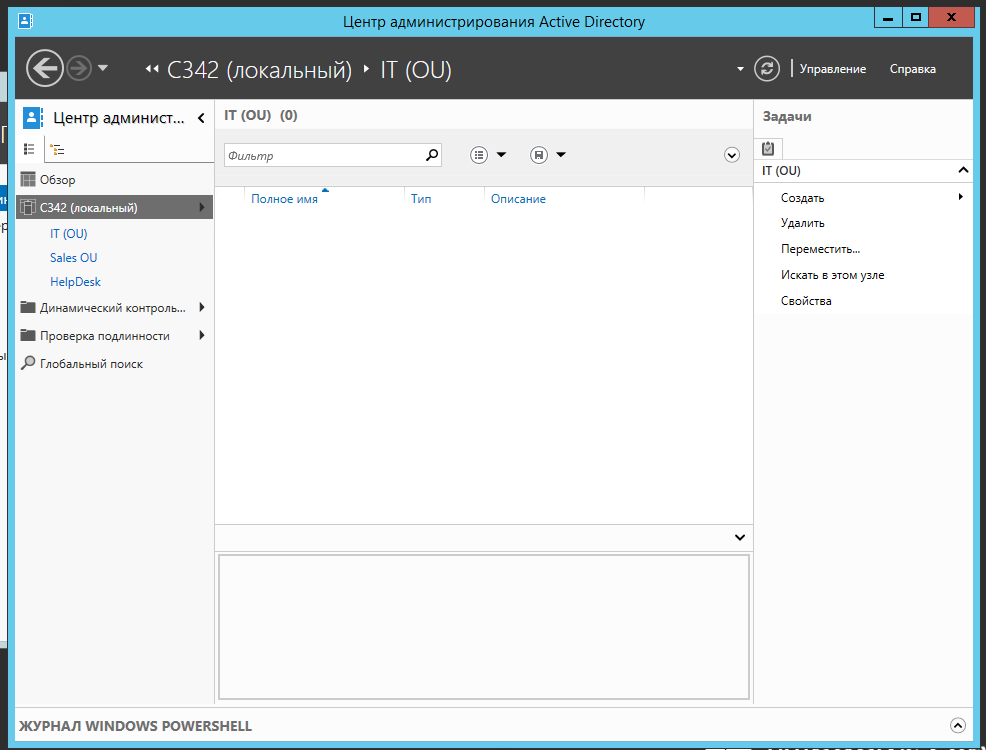 Центр администрирования Active Directory
C342 (локальный) IT (OU)
Управление Справка
Центр админист...
IT (OU) (0)
Задачи
Фильтр
IT (OU)
Обзор
C342 (локальный)
IT (OU)
Sales OU
HelpDesk
Динамический контроль...
Проверка подлинности
Глобальный поиск
Полное имя Тип Описание
Создать
Удалить
Переместить...
Искать в этом узле
Свойства
ЖУРНАЛ WINDOWS POWERSHELL